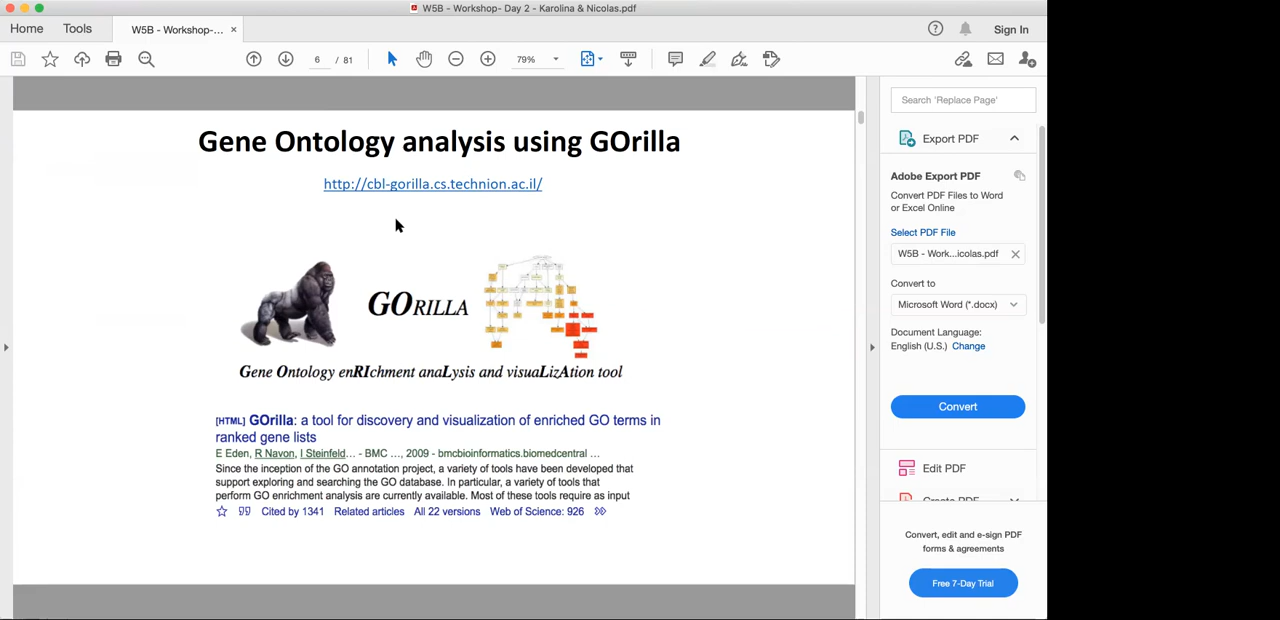 W5B - Workshop- Day 2 - Karolina & Nicolas.pdf
Home
Tools
W5B - Workshop-... ×
Sign In
6 / 81
79%
Gene Ontology analysis using GOrilla
http://cbl-gorilla.cs.technion.ac.il/
GORILLA
Gene Ontology enRIchment anaLysis and visuaLizAtion tool
[HTML] GOrilla: a tool for discovery and visualization of enriched GO terms in
ranked gene lists
E Eden, R Navon, I Steinfeld... - BMC ..., 2009 - bmcbioinformatics.biomedcentral ...
Since the inception of the GO annotation project, a variety of tools have been developed that
support exploring and searching the GO database. In particular, a variety of tools that
perform GO enrichment analysis are currently available. Most of these tools require as input
Cited by 1341 Related articles All 22 versions Web of Science: 926
Search 'Replace Page'
Export PDF
Adobe Export PDF
Convert PDF Files to Word
or Excel Online
Select PDF File
W5B - Work...icolas.pdf
Convert to
Microsoft Word (*.docx)
Document Language:
English (U.S.) Change
Convert
Edit PDF
Create PDF
Convert, edit and e-sign PDF
forms & agreements
Free 7-Day Trial